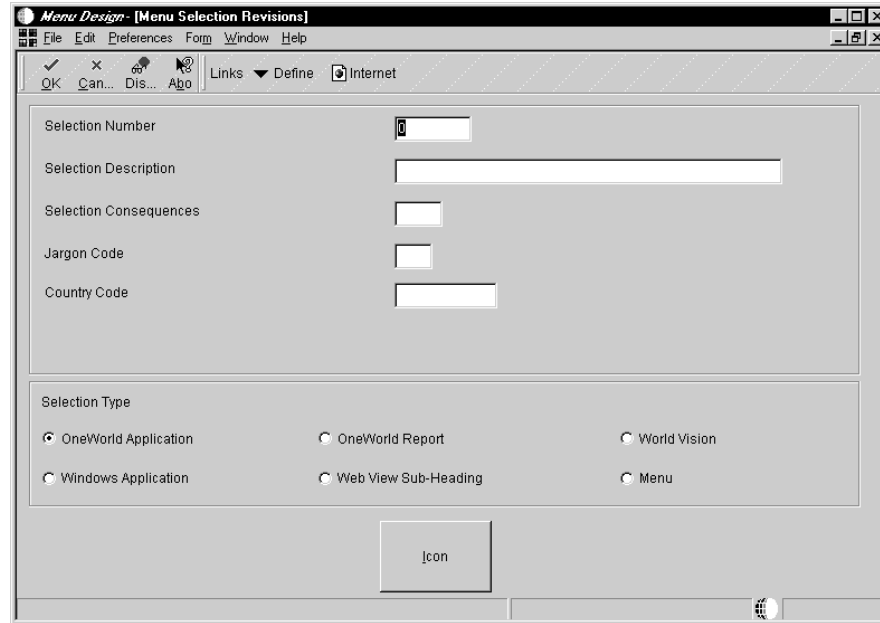 Menu Design - [Menu Selection Revisions]
File Edit Preferences Form Window Help
OK Can... Dis... Abo Links Define Internet
Selection Number 0
Selection Description
Selection Consequences
Jargon Code
Country Code
Selection Type
OneWorld Application OneWorld Report World Vision
Windows Application Web View Sub-Heading Menu
Icon